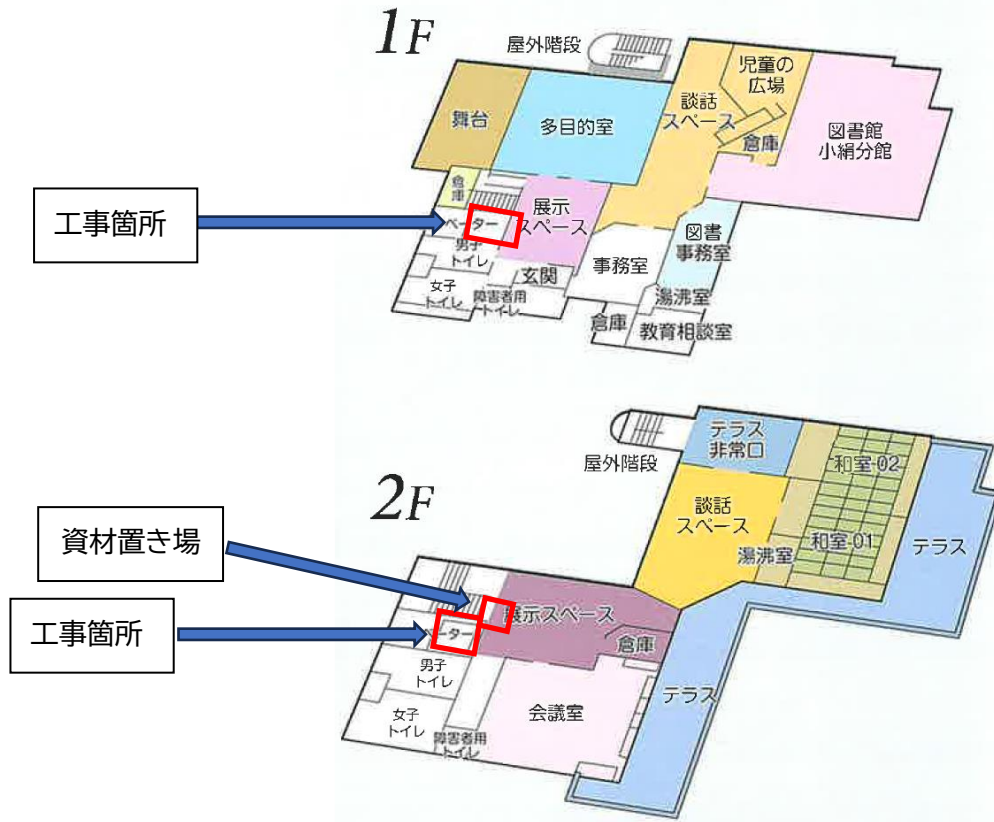 1F
屋外階段
児童の
広場
談話
スペース
舞台
多目的室
図書館
小絹分館
倉庫
倉
庫
工事箇所
展示
スペース
ベーター
男子
トイレ
図書
事務室
事務室
玄関
女子
トイレ
障害者用
トイレ
湯沸室
倉庫
教育相談室
2F
屋外階段
テラス
非常口
和室 02
談話
スペース
資材置き場
湯沸室
和室 01
テラス
展示スペース
工事箇所
ベーター
倉庫
男子
トイレ
テラス
会議室
女子
トイレ
障害者用
トイレ